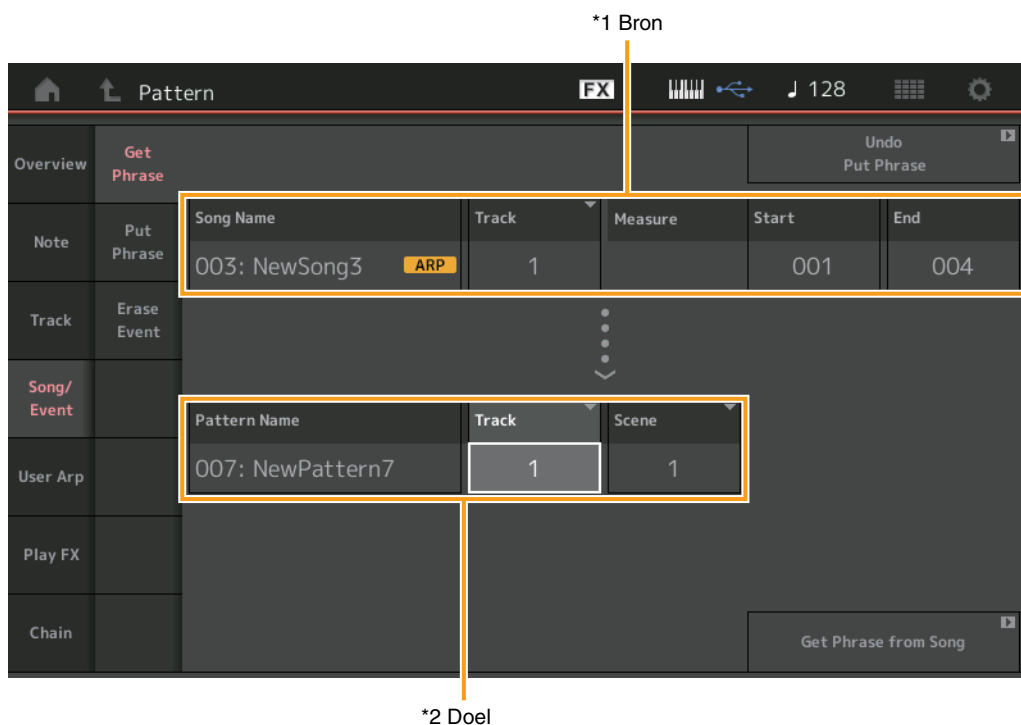 *1 Bron
Pattern
FX
128
Overview
Get
Phrase
Undo
Put Phrase
Note
Put
Phrase
Song Name
Track
Measure
Start
End
003: NewSong3
ARP
1
001
004
Track
Erase
Event
Song/
Event
Pattern Name
Track
Scene
007: NewPattern7
1
1
User Arp
Play FX
Chain
Get Phrase from Song
*2 Doel